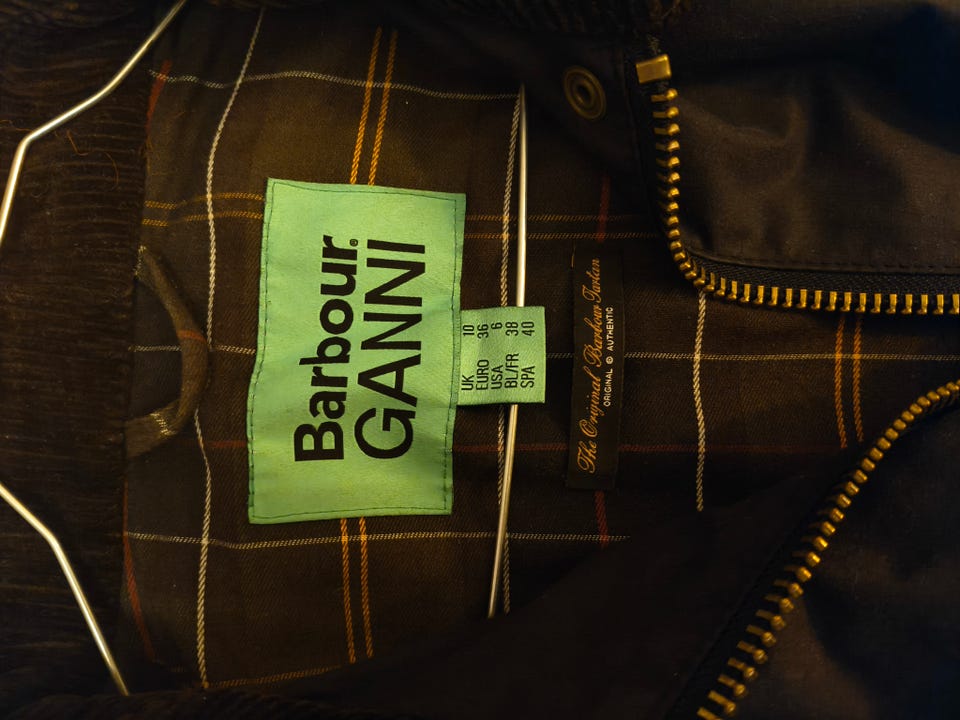 Barbour®
GANNI
UK 10
EURO 36
USA 6
BL/FR 38
SPA 40
The Original Barbour Tartan
ORIGINAL © AUTHENTIC